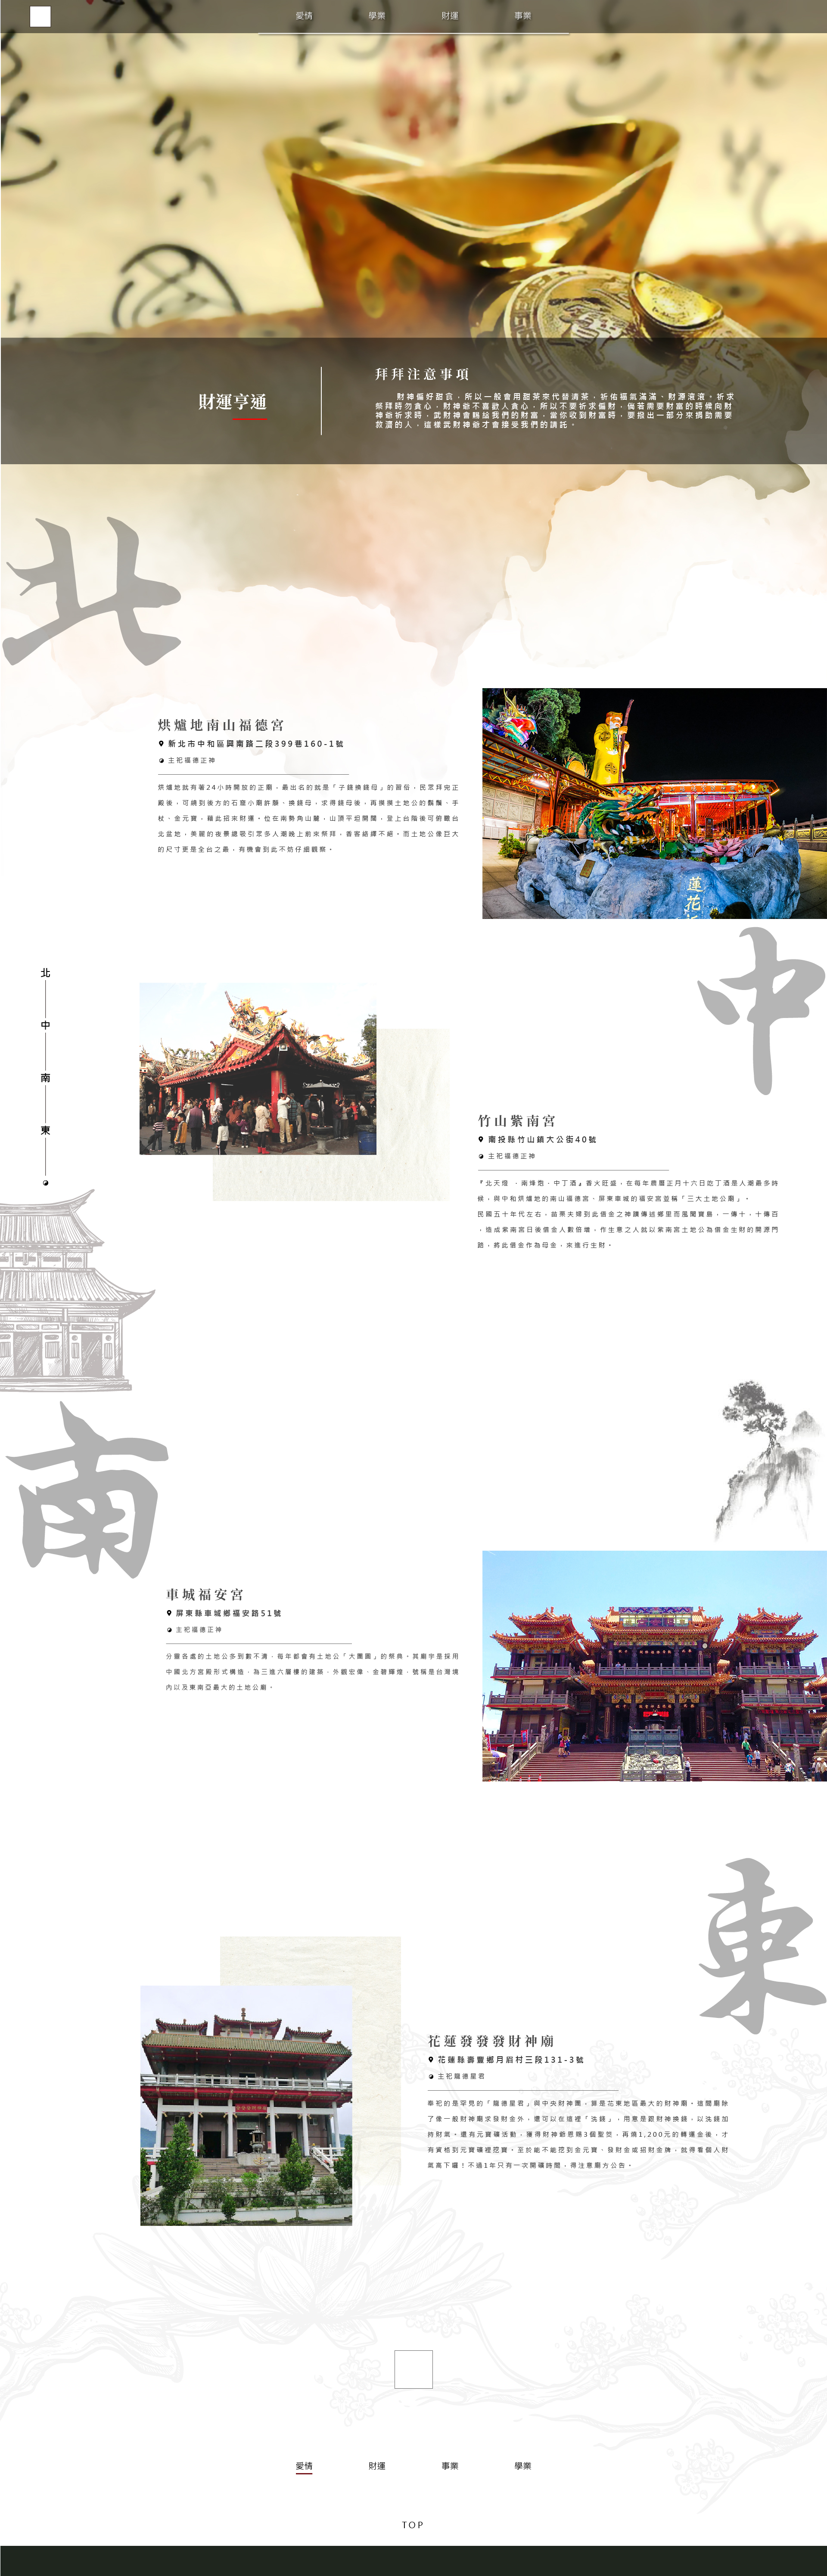 愛情 學業 財運 事業
財運亨通
拜拜注意事項
財神偏好甜食,所以一般會用甜茶來代替清茶,祈佑福氣滿滿、財源滾滾。祈求
祭拜時勿貪心,財神爺不喜歡人貪心,所以不要祈求偏財,倘若需要財富的時候向財
神爺祈求時,武財神會賜給我們的財富,當你收到財富時,要撥出一部分來捐助需要
救濟的人,這樣武財神爺才會接受我們的請託。
北
烘爐地南山福德宮
新北市中和區興南路二段399巷160-1號
主祀福德正神
烘爐地就有著24小時開放的正廟,最出名的就是「子錢換錢母」的習俗,民眾拜完正
殿後,可繞到後方的石窟小廟許願、換錢母,求得錢母後,再摸摸土地公的鬍鬚、手
杖、金元寶,藉此招來財運。位在南勢角山麓,山頂平坦開闊,登上台階後可俯瞰台
北盆地,美麗的夜景總吸引眾多人潮晚上前來祭拜,香客絡繹不絕。而土地公像巨大
的尺寸更是全台之最,有機會到此不妨仔細觀察。
蓮花
北
中
南
東
中
竹山紫南宮
南投縣竹山鎮大公街40號
主祀福德正神
『北天燈 、南烽炮、中丁酒』香火旺盛,在每年農曆正月十六日吃丁酒是人潮最多時
候,與中和烘爐地的南山福德宮、屏東車城的福安宮並稱「三大土地公廟」。
民國五十年代左右,苗栗夫婦到此借金之神蹟傳述鄉里而風聞寶島,一傳十,十傳百
,造成紫南宮日後借金人數倍增,作生意之人就以紫南宮土地公為借金生財的開源門
路,將此借金作為母金,來進行生財。
南
車城福安宮
屏東縣車城鄉福安路51號
主祀福德正神
分靈各處的土地公多到數不清,每年都會有土地公「大團圓」的祭典。其廟宇是採用
中國北方宮殿形式構造,為三進六層樓的建築,外觀宏偉、金碧輝煌,號稱是台灣境
內以及東南亞最大的土地公廟。
東
花蓮發發發財神廟
花蓮縣壽豐鄉月眉村三段131-3號
主祀龍德星君
奉祀的是罕見的「龍德星君」與中央財神團,算是花東地區最大的財神廟。這間廟除
了像一般財神廟求發財金外,還可以在這裡「洗錢」,用意是跟財神換錢,以洗錢加
持財氣。還有元寶礦活動,獲得財神爺恩賜3個聖筊,再燒1,200元的轉運金後,才
有資格到元寶礦裡挖寶。至於能不能挖到金元寶、發財金或招財金牌,就得看個人財
氣高下囉!不過1年只有一次開礦時間,得注意廟方公告。
愛情 財運 事業 學業
TOP